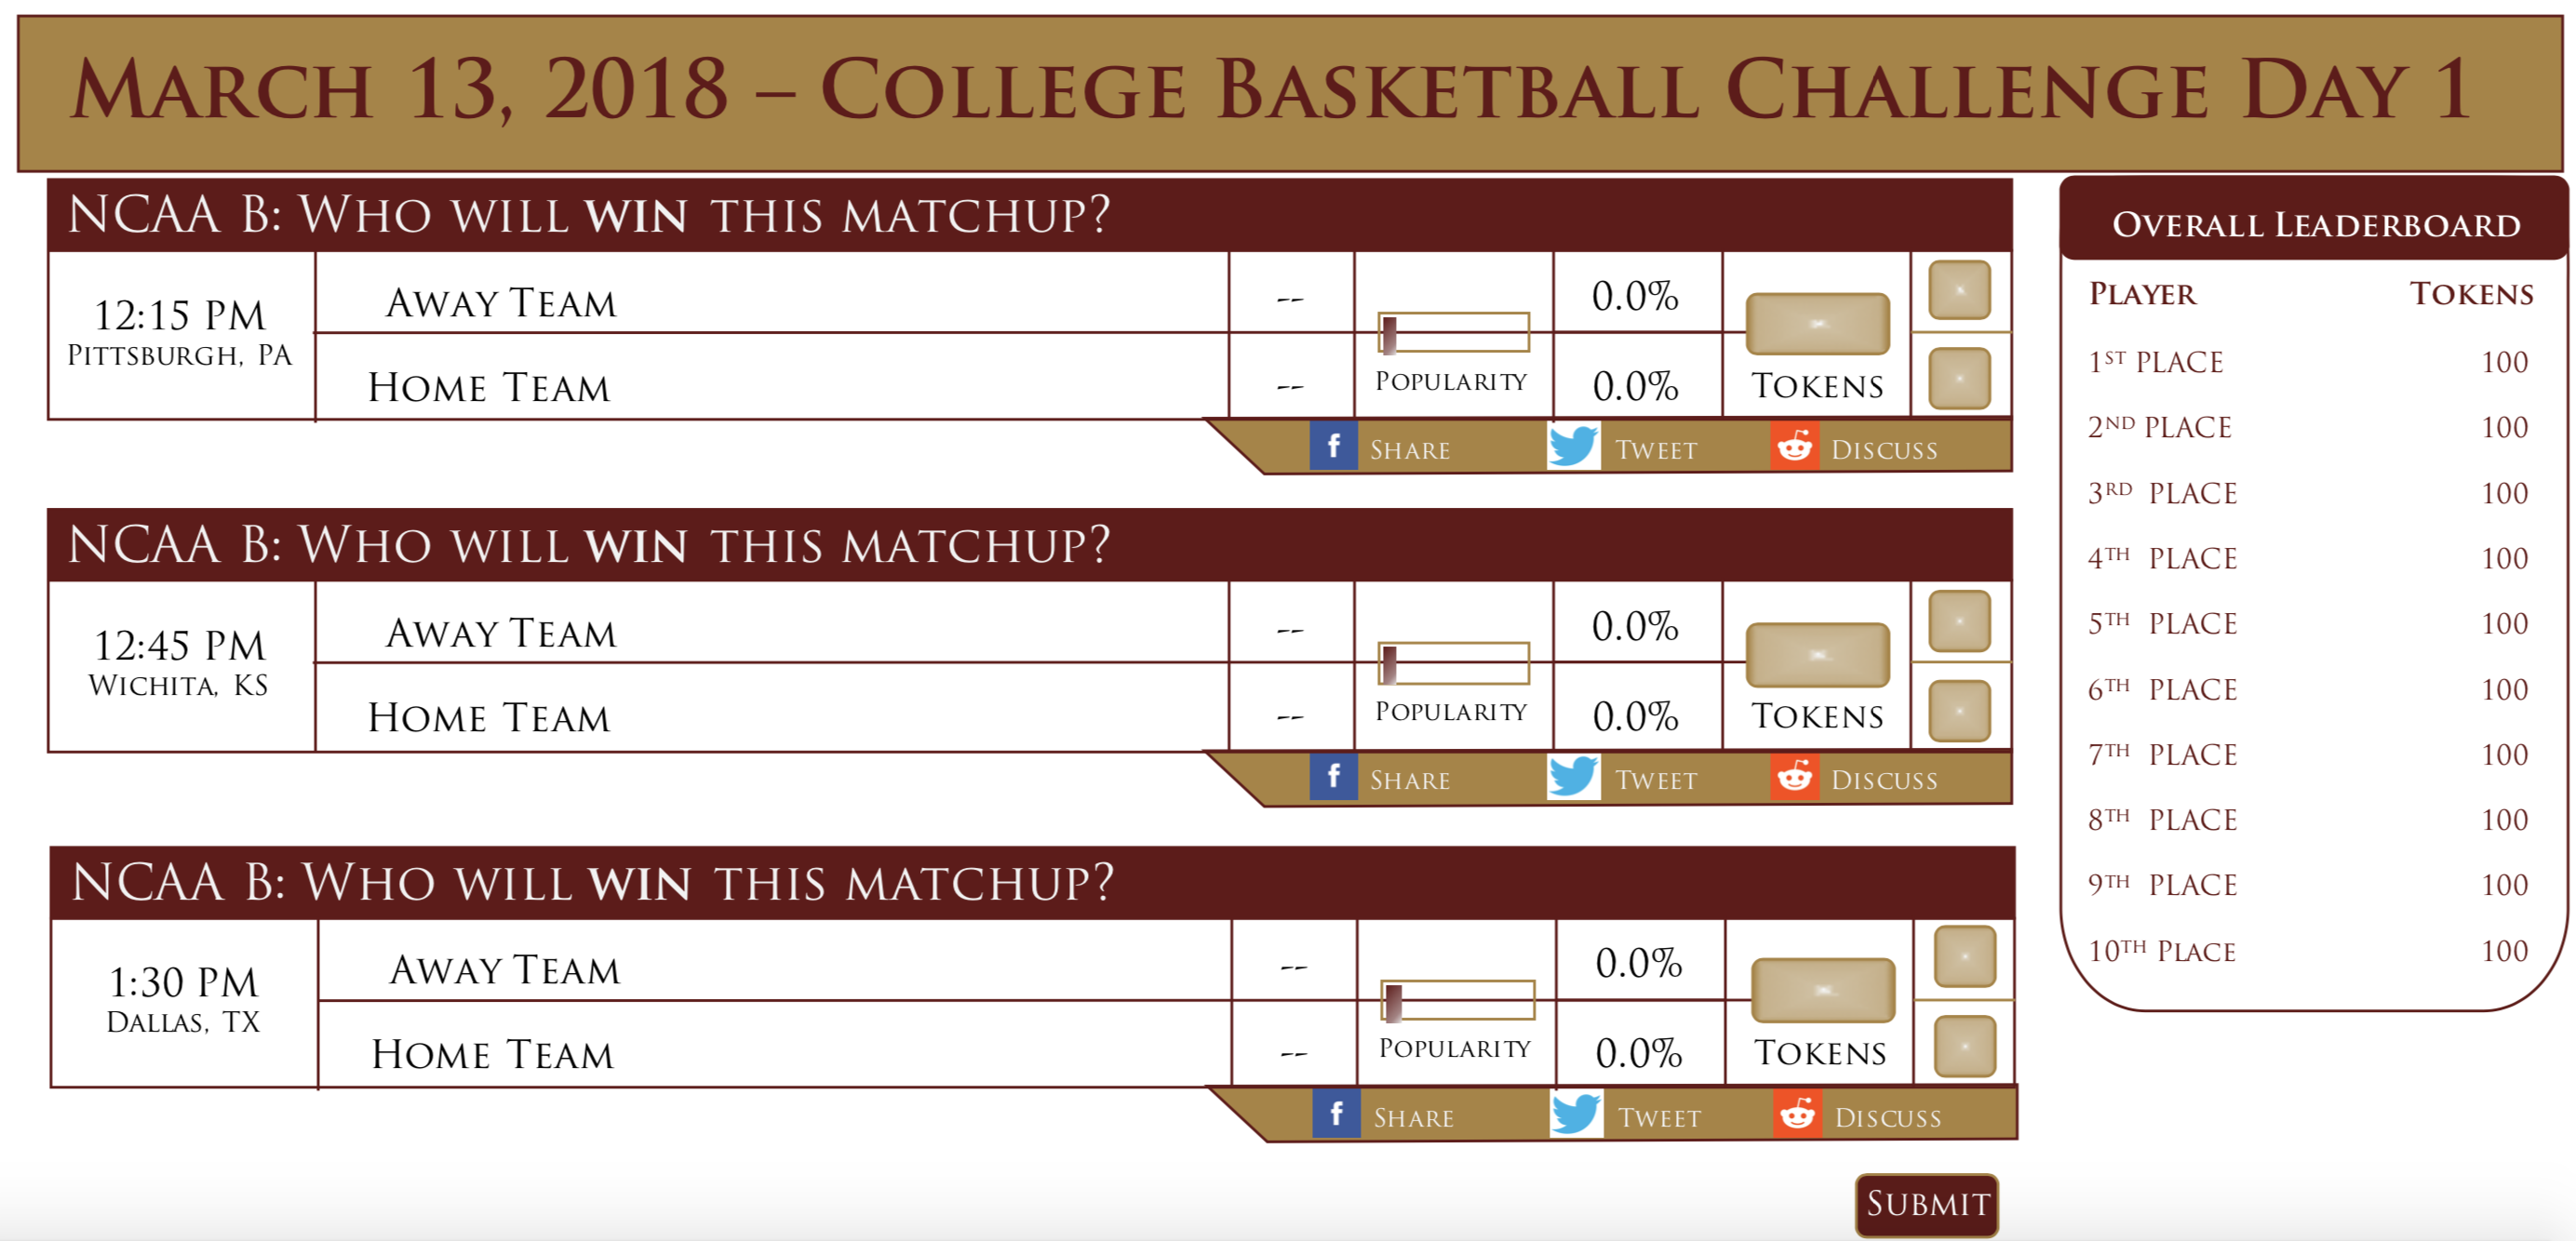 March 13, 2018 – College Basketball Challenge Day 1
NCAA B: Who will win this matchup?
12:15 PM
Pittsburgh, PA
Away Team -- 0.0%
Home Team -- Popularity 0.0% Tokens
f Share Tweet Discuss
NCAA B: Who will win this matchup?
12:45 PM
Wichita, KS
Away Team -- 0.0%
Home Team -- Popularity 0.0% Tokens
f Share Tweet Discuss
NCAA B: Who will win this matchup?
1:30 PM
Dallas, TX
Away Team -- 0.0%
Home Team -- Popularity 0.0% Tokens
f Share Tweet Discuss
Submit
Overall Leaderboard
Player Tokens
1st place 100
2nd place 100
3rd place 100
4th place 100
5th place 100
6th place 100
7th place 100
8th place 100
9th place 100
10th Place 100